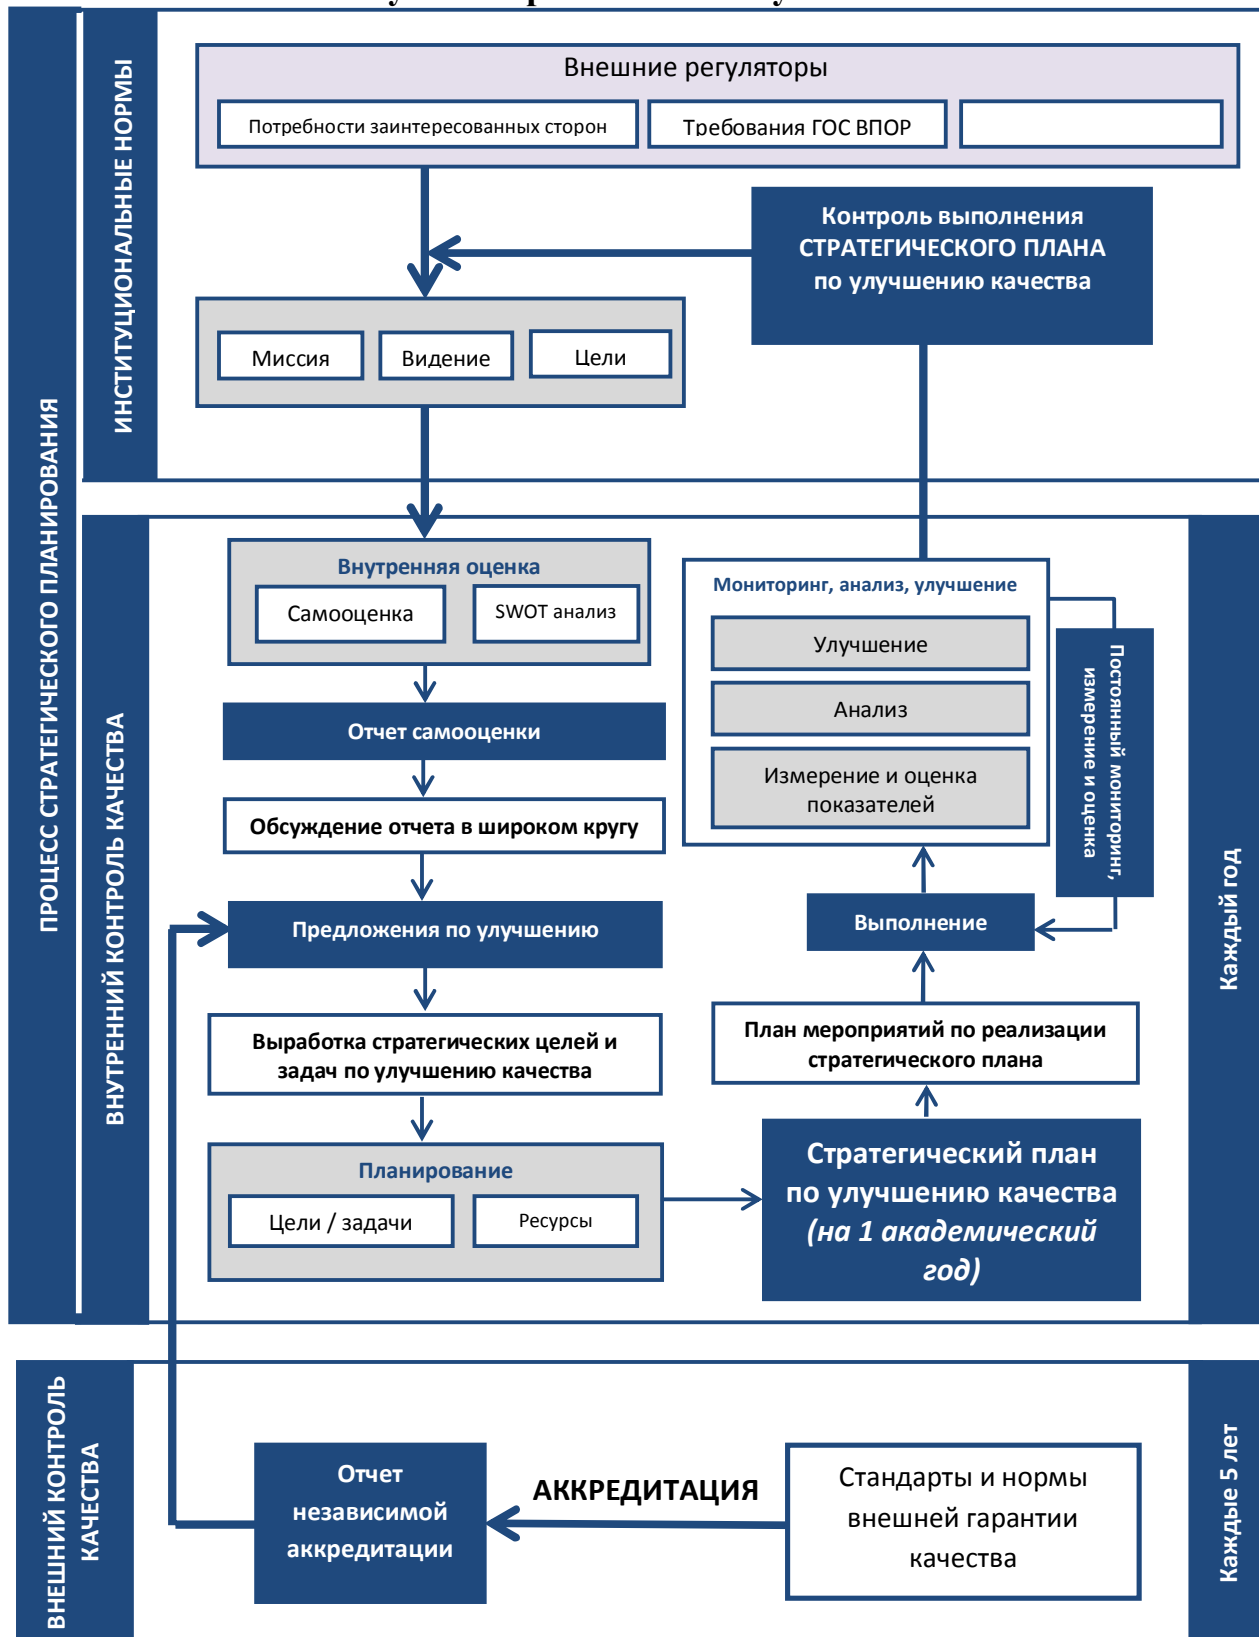 ПРОЦЕСС СТРАТЕГИЧЕСКОГО ПЛАНИРОВАНИЯ
ИНСТИТУЦИОНАЛЬНЫЕ НОРМЫ
Внешние регуляторы
Потребности заинтересованных сторон
Требования ГОС ВПОР
Контроль выполнения
СТРАТЕГИЧЕСКОГО ПЛАНА
по улучшению качества
Миссия
Видение
Цели
ВНУТРЕННИЙ КОНТРОЛЬ КАЧЕСТВА
Внутренняя оценка
Самооценка
SWOT анализ
Отчет самооценки
Обсуждение отчета в широком кругу
Предложения по улучшению
Выработка стратегических целей и
задач по улучшению качества
Планирование
Цели / задачи
Ресурсы
Мониторинг, анализ, улучшение
Улучшение
Анализ
Измерение и оценка
показателей
Постоянный мониторинг,
измерение и оценка
Выполнение
План мероприятий по реализации
стратегического плана
Стратегический план
по улучшению качества
(на 1 академический
год)
Каждый год
ВНЕШНИЙ КОНТРОЛЬ
КАЧЕСТВА
Отчет
независимой
аккредитации
АККРЕДИТАЦИЯ
Стандарты и нормы
внешней гарантии
качества
Каждые 5 лет